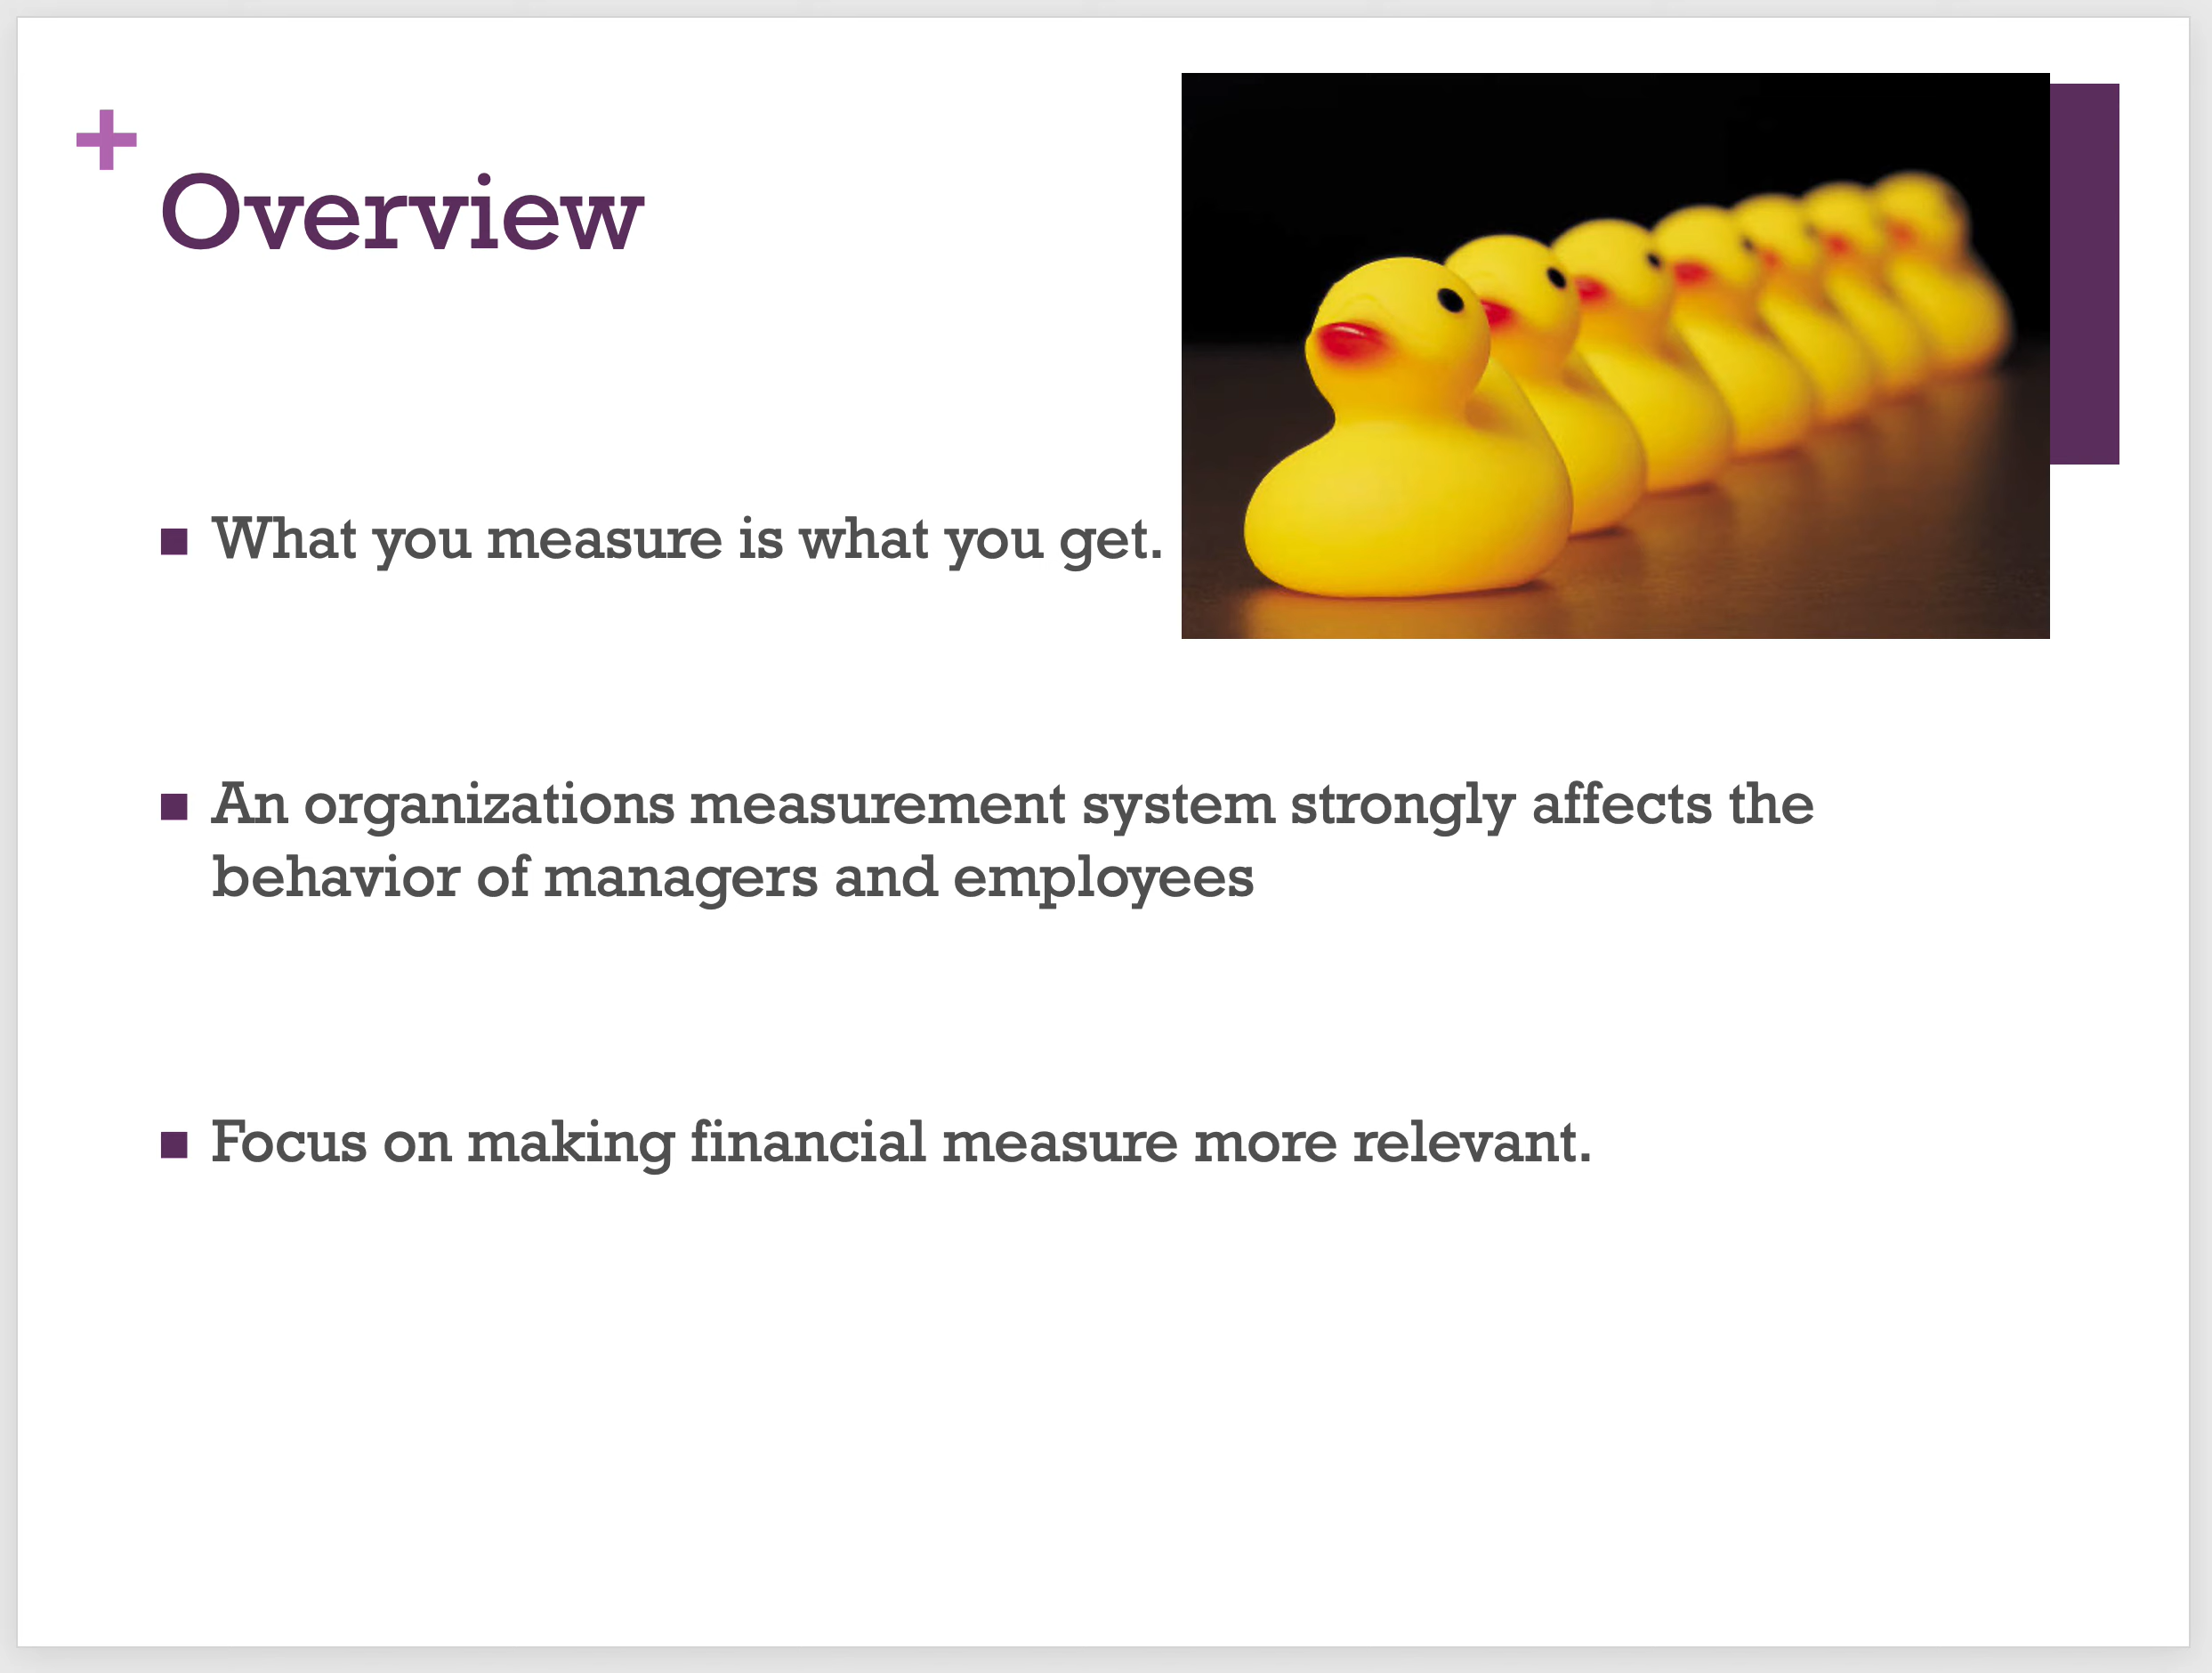 Overview
What you measure is what you get.
An organizations measurement system strongly affects the
behavior of managers and employees
Focus on making financial measure more relevant.